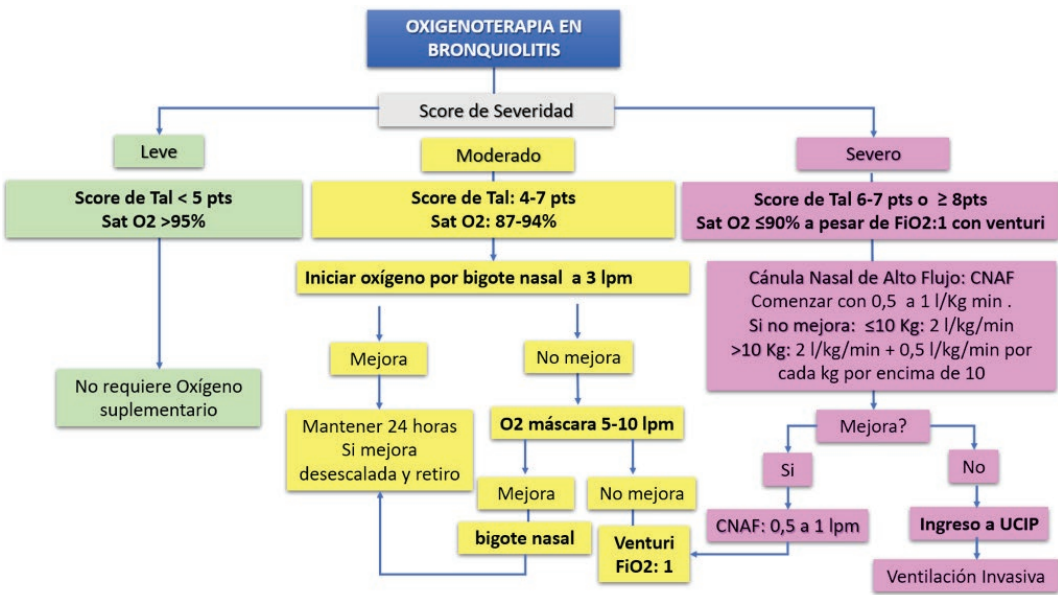 OXIGENOTERAPIA EN
BRONQUIOLITIS
Score de Severidad
Leve
Score de Tal < 5 pts
Sat O2 >95%
No requiere Oxígeno
suplementario
Moderado
Score de Tal: 4-7 pts
Sat O2: 87-94%
Iniciar oxígeno por bigote nasal a 3 lpm
Mejora
Mantener 24 horas
Si mejora
desescalada y retiro
No mejora
O2 máscara 5-10 lpm
Mejora
bigote nasal
No mejora
Venturi
FiO2: 1
Severo
Score de Tal 6-7 pts o ≥ 8pts
Sat O2 ≤90% a pesar de FiO2:1 con venturi
Cánula Nasal de Alto Flujo: CNAF
Comenzar con 0,5 a 1 l/Kg min .
Si no mejora: ≤10 Kg: 2 l/kg/min
>10 Kg: 2 l/kg/min + 0,5 l/kg/min por
cada kg por encima de 10
Mejora?
Si
CNAF: 0,5 a 1 lpm
No
Ingreso a UCIP
Ventilación Invasiva